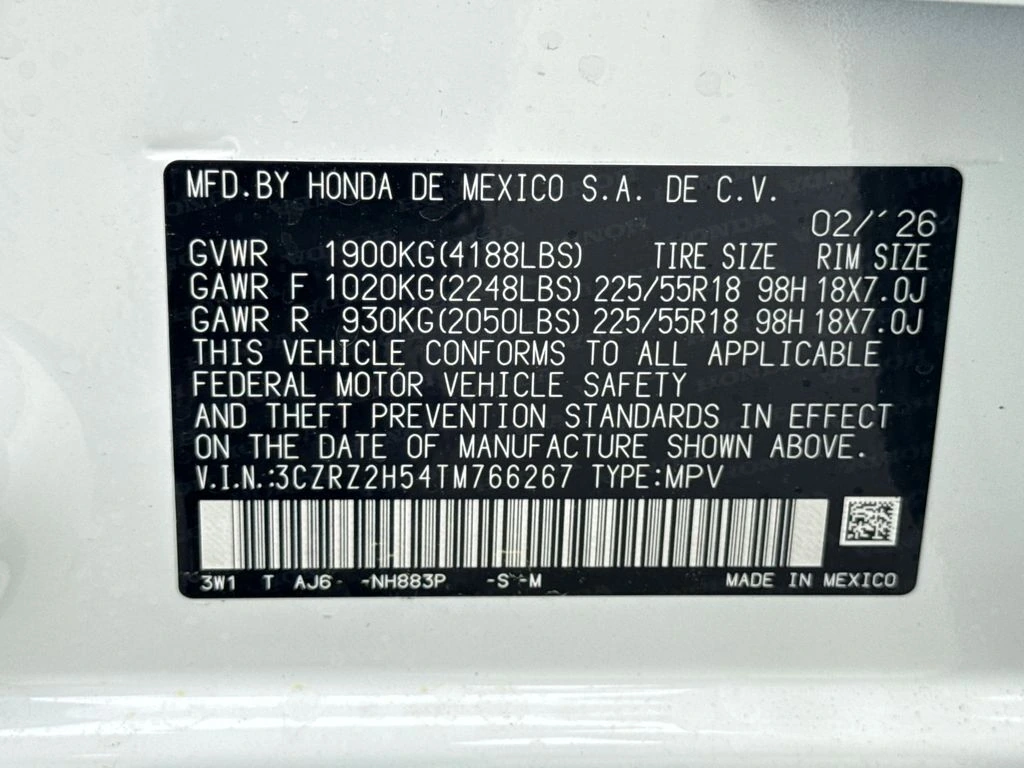 MFD.BY HONDA DE MEXICO S.A. DE C.V.
02/'26
GVWR 1900KG(4188LBS) TIRE SIZE RIM SIZE
GAWR F 1020KG(2248LBS) 225/55R18 98H 18X7.0J
GAWR R 930KG(2050LBS) 225/55R18 98H 18X7.0J
THIS VEHICLE CONFORMS TO ALL APPLICABLE
FEDERAL MOTOR VEHICLE SAFETY
AND THEFT PREVENTION STANDARDS IN EFFECT
ON THE DATE OF MANUFACTURE SHOWN ABOVE.
V.I.N.:3CZRZ2H54TM766267 TYPE:MPV
3W1 T AJ6 -NH883P -S -M MADE IN MEXICO